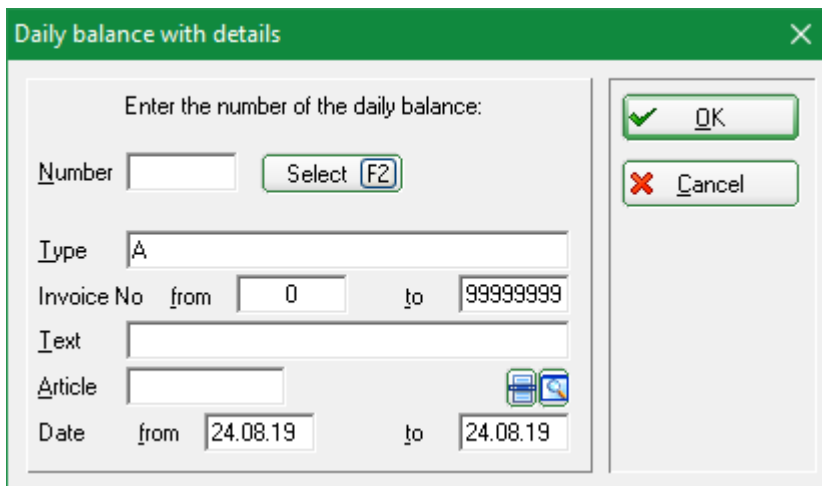 Daily balance with details
Enter the number of the daily balance:
OK
Number Select F2
Cancel
Type A
Invoice No from 0 to 99999999
Text
Article
Date from 24.08.19 to 24.08.19